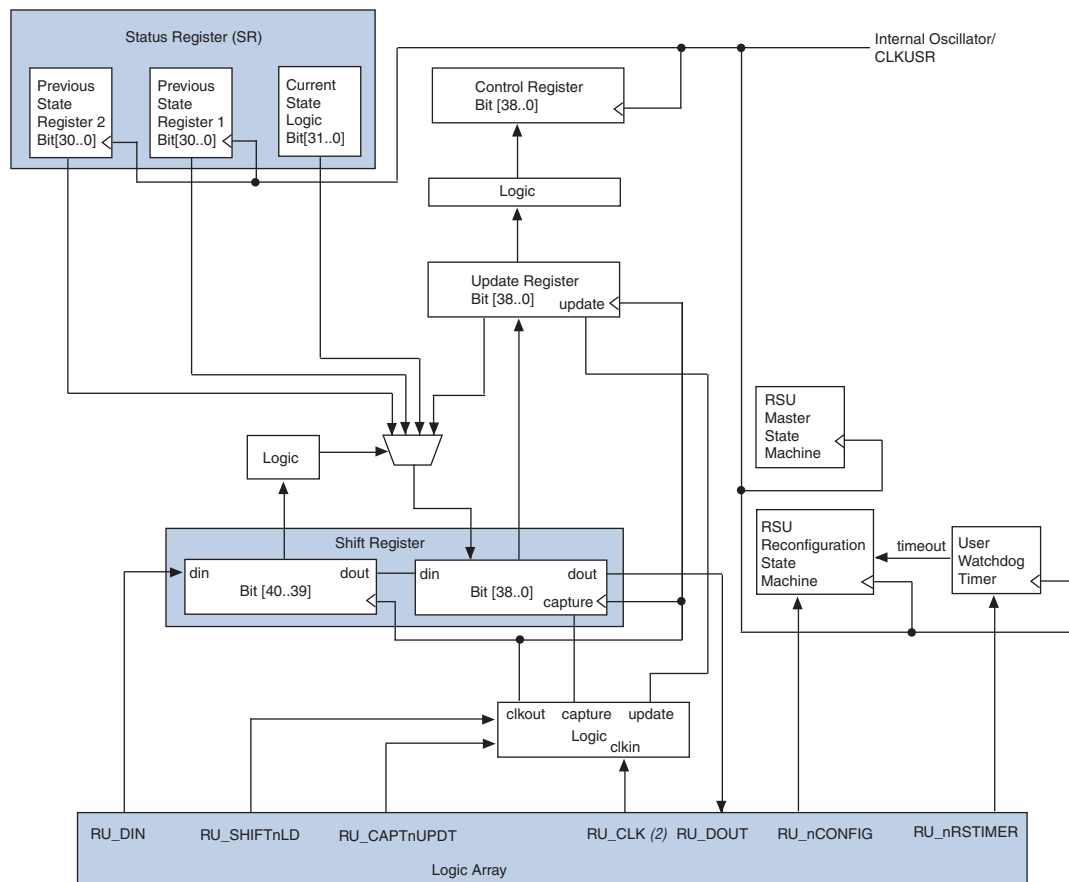 Status Register (SR)
Previous
State
Register 2
Bit[30..0]
Previous
State
Register 1
Bit[30..0]
Current
State
Logic
Bit[31..0]
Internal Oscillator/
CLKUSR
Control Register
Bit [38..0]
Logic
Update Register
Bit [38..0]
update
RSU
Master
State
Machine
Logic
Shift Register
din
dout
Bit [40..39]
din
dout
Bit [38..0]
capture
RSU
Reconfiguration
State
Machine
timeout
User
Watchdog
Timer
clkout capture update
Logic
clkin
RU_DIN
RU_SHIFTnLD
RU_CAPTnUPDT
RU_CLK (2)
RU_DOUT
RU_nCONFIG
RU_nRSTIMER
Logic Array